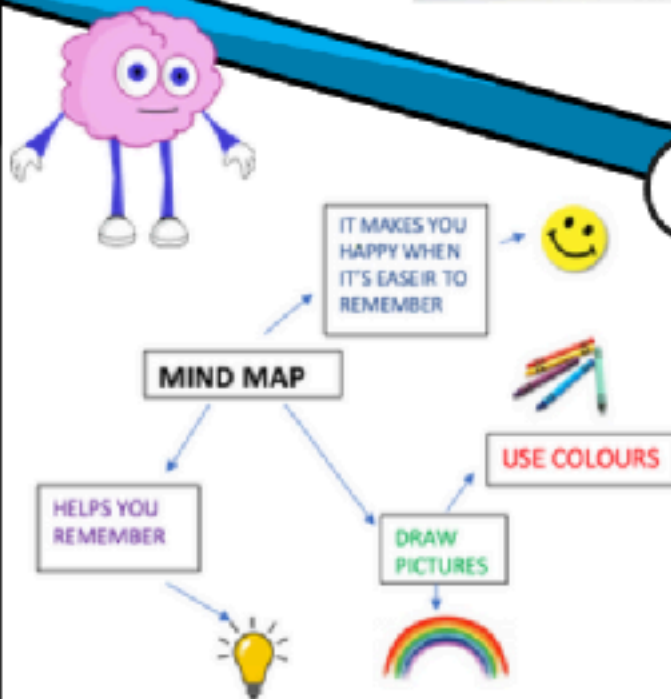 IT MAKES YOU
HAPPY WHEN
IT'S EASEIR TO
REMEMBER
MIND MAP
USE COLOURS
HELPS YOU
REMEMBER
DRAW
PICTURES